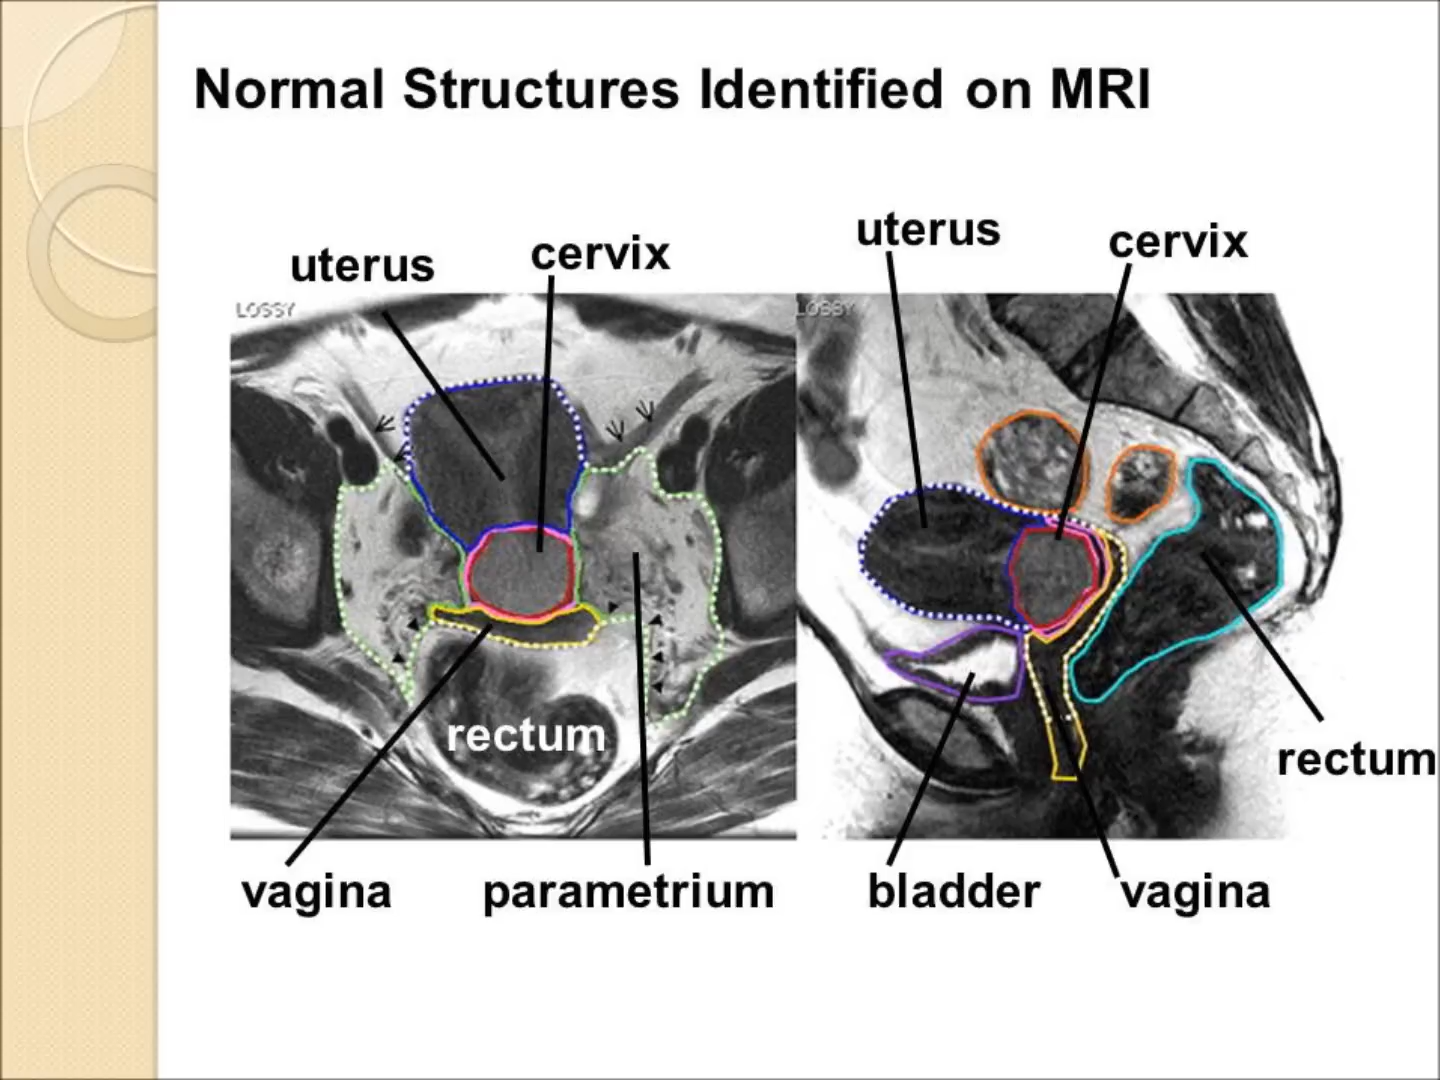 Normal Structures Identified on MRI
uterus
cervix
uterus
cervix
LOSSY
LOSSY
rectum
rectum
vagina
parametrium
bladder
vagina